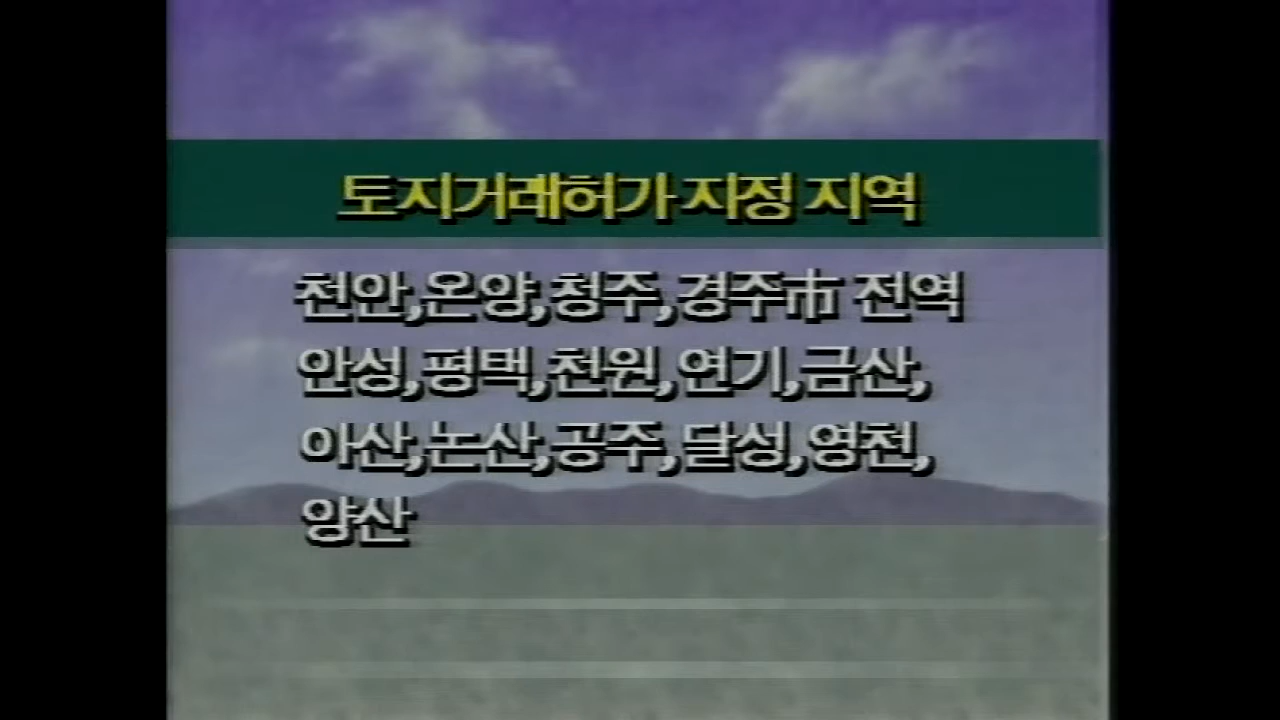 토지거래허가 지정 지역
천안,온양,청주,경주市 전역
안성,평택,천원,연기,금산,
아산,논산,공주,달성,영천,
양산